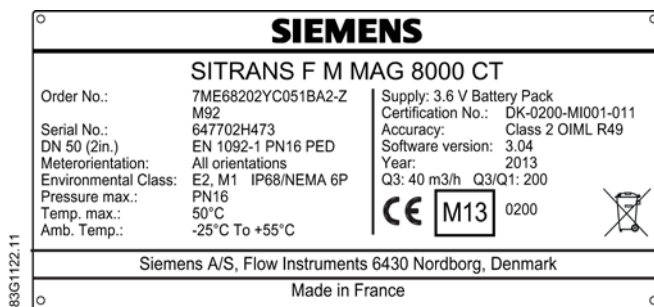 SIEMENS
SITRANS F M MAG 8000 CT
Order No.: 7ME68202YC051BA2-Z
M92
Serial No.: 647702H473
DN 50 (2in.) EN 1092-1 PN16 PED
Meterorientation: All orientations
Environmental Class: E2, M1 IP68/NEMA 6P
Pressure max.: PN16
Temp. max.: 50°C
Amb. Temp.: -25°C To +55°C
Supply: 3.6 V Battery Pack
Certification No.: DK-0200-MI001-011
Accuracy: Class 2 OIML R49
Software version: 3.04
Year: 2013
Q3: 40 m3/h Q3/Q1: 200
CE M13 0200
Siemens A/S, Flow Instruments 6430 Nordborg, Denmark
Made in France
83G1122.11